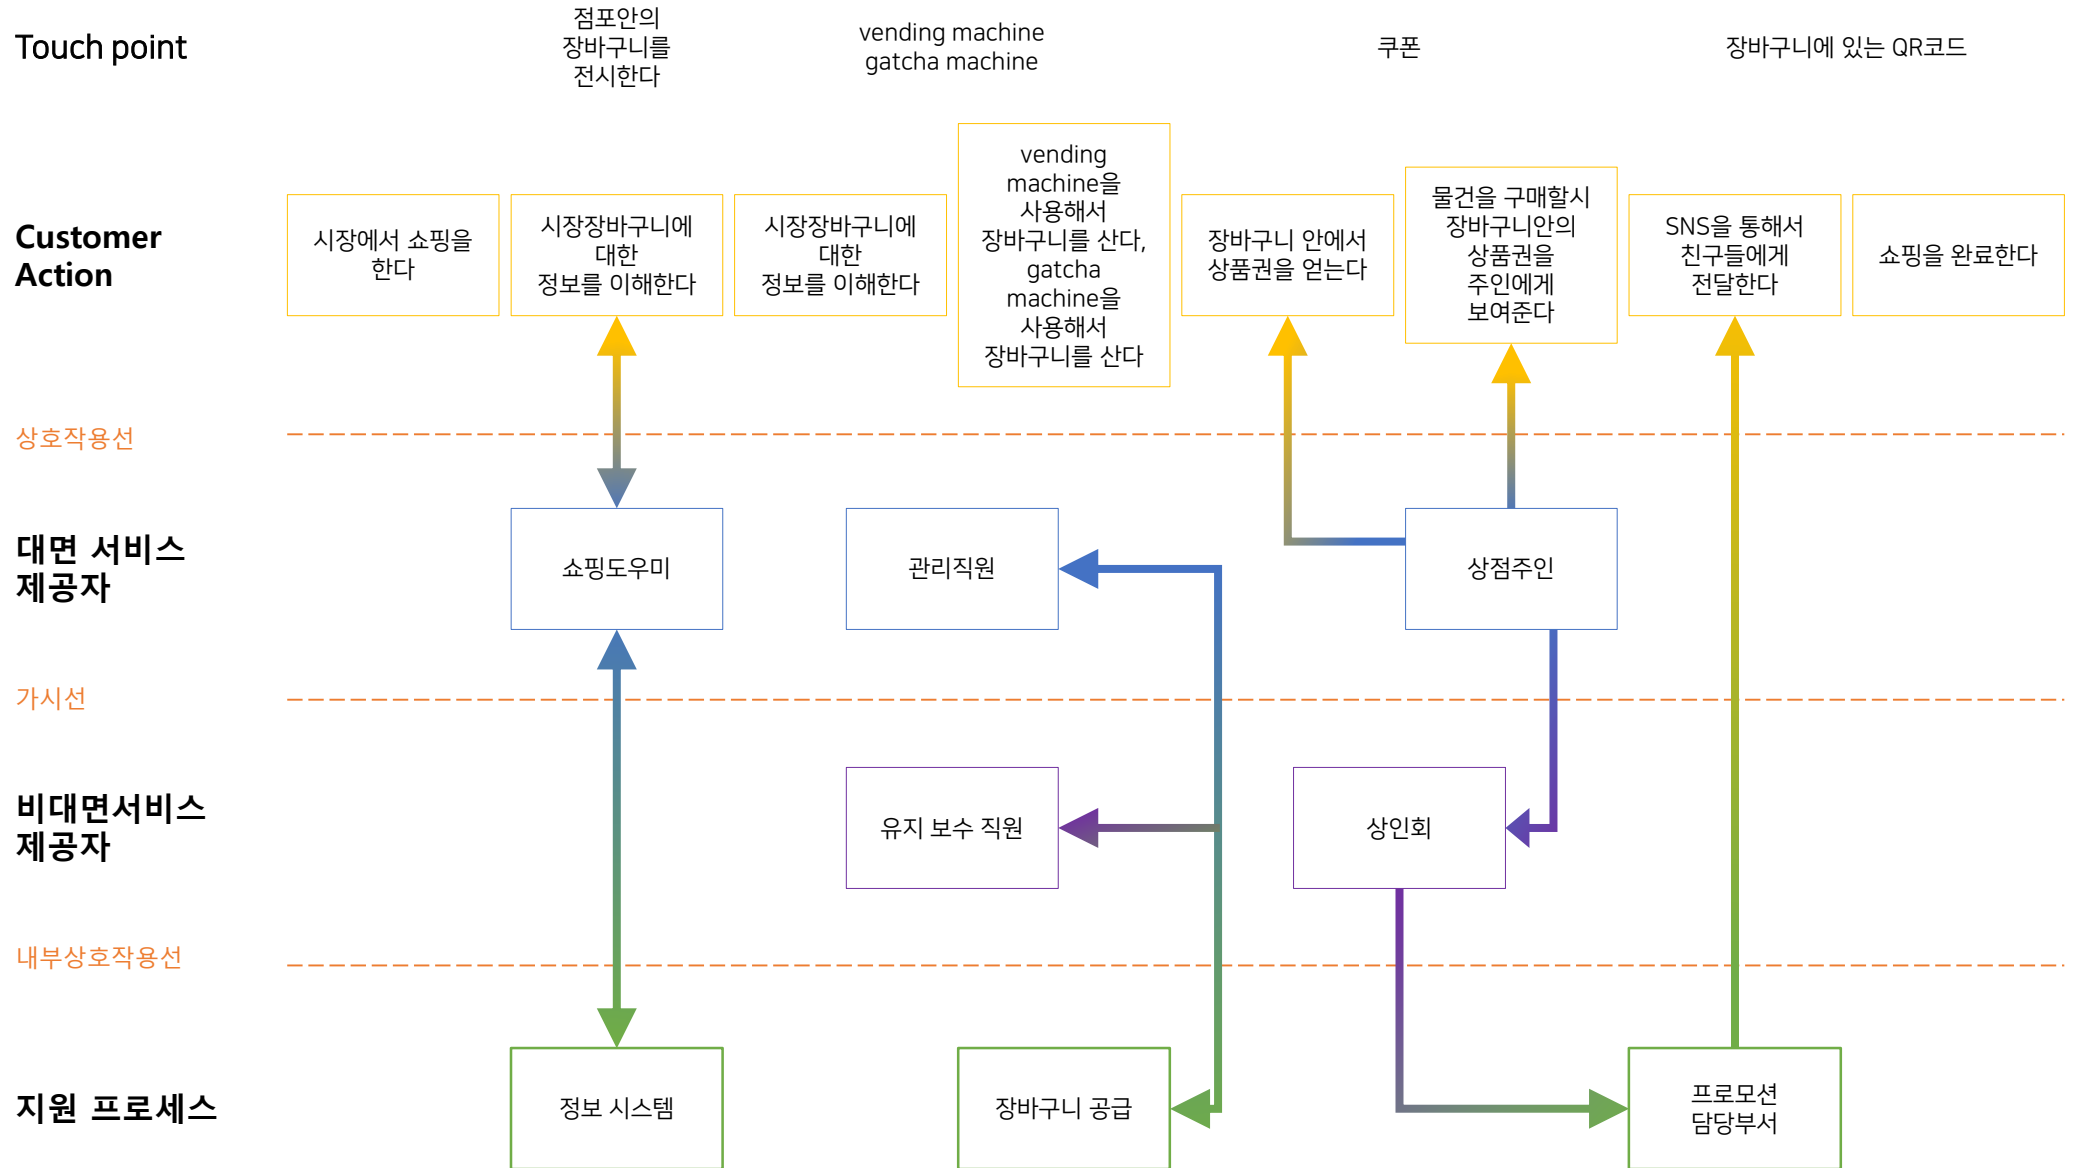 Touch point
점포안의
장바구니를
전시한다
vending machine
gatcha machine
쿠폰
장바구니에 있는 QR코드
Customer
Action
시장에서 쇼핑을
한다
시장장바구니에
대한
정보를 이해한다
시장장바구니에
대한
정보를 이해한다
vending
machine을
사용해서
장바구니를 산다,
gatcha
machine을
사용해서
장바구니를 산다
장바구니 안에서
상품권을 얻는다
물건을 구매할시
장바구니안의
상품권을
주인에게
보여준다
SNS을 통해서
친구들에게
전달한다
쇼핑을 완료한다
상호작용선
대면 서비스
제공자
쇼핑도우미
관리직원
상점주인
가시선
비대면서비스
제공자
유지 보수 직원
상인회
내부상호작용선
지원 프로세스
정보 시스템
장바구니 공급
프로모션
담당부서